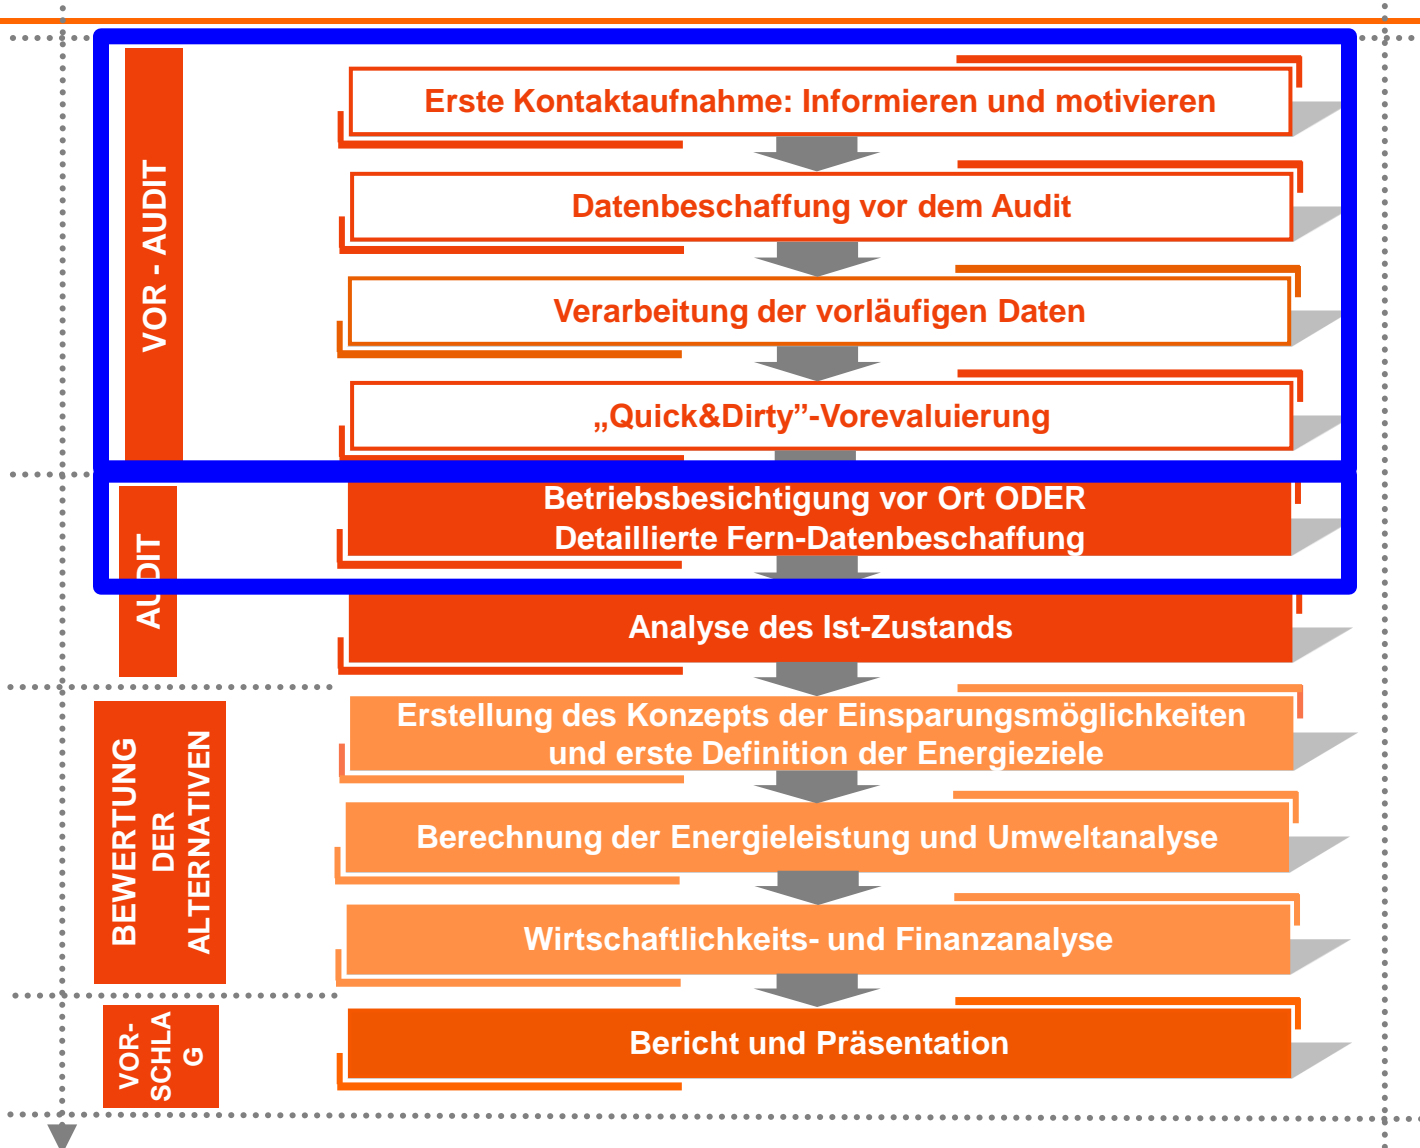 VOR - AUDIT
Erste Kontaktaufnahme: Informieren und motivieren
Datenbeschaffung vor dem Audit
Verarbeitung der vorläufigen Daten
„Quick&Dirty”-Vorevaluierung
AUDIT
Betriebsbesichtigung vor Ort ODER
Detaillierte Fern-Datenbeschaffung
Analyse des Ist-Zustands
BEWERTUNG
DER
ALTERNATIVEN
Erstellung des Konzepts der Einsparungsmöglichkeiten
und erste Definition der Energieziele
Berechnung der Energieleistung und Umweltanalyse
Wirtschaftlichkeits- und Finanzanalyse
VOR-
SCHLA
G
Bericht und Präsentation